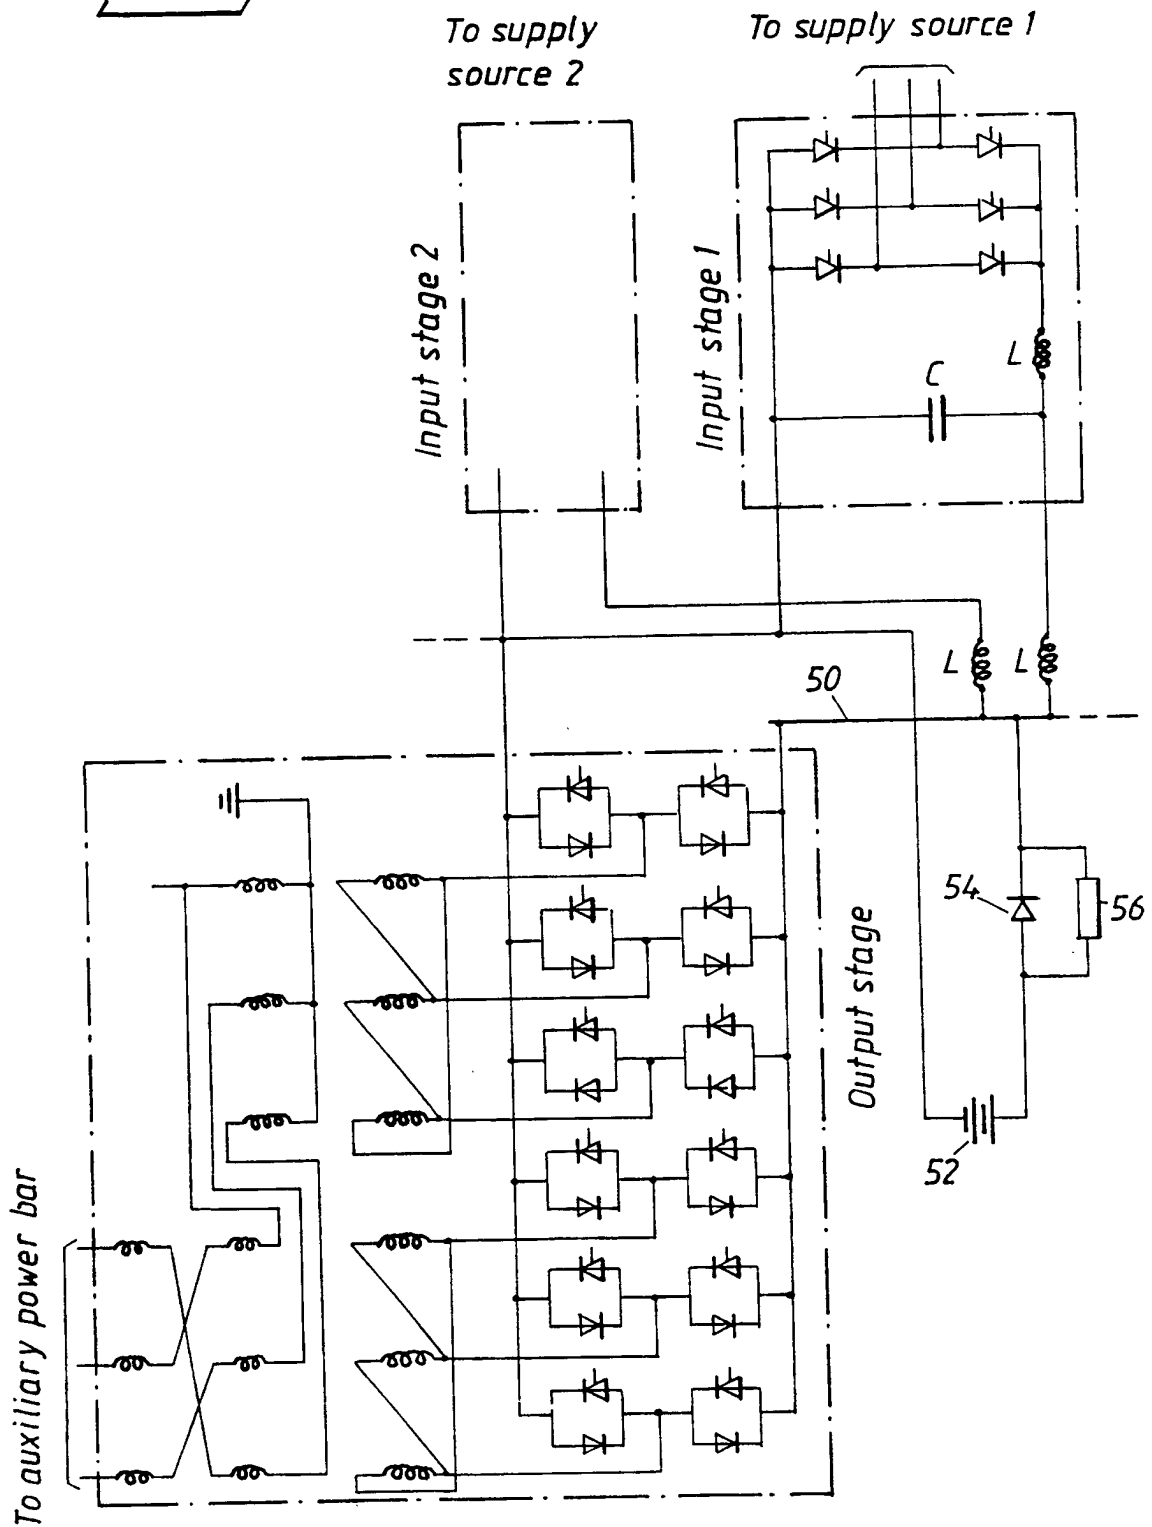 To supply
source 2
To supply source 1
Input stage 2
Input stage 1
L
C
L
L
50
54
56
Output stage
52
To auxiliary power bar